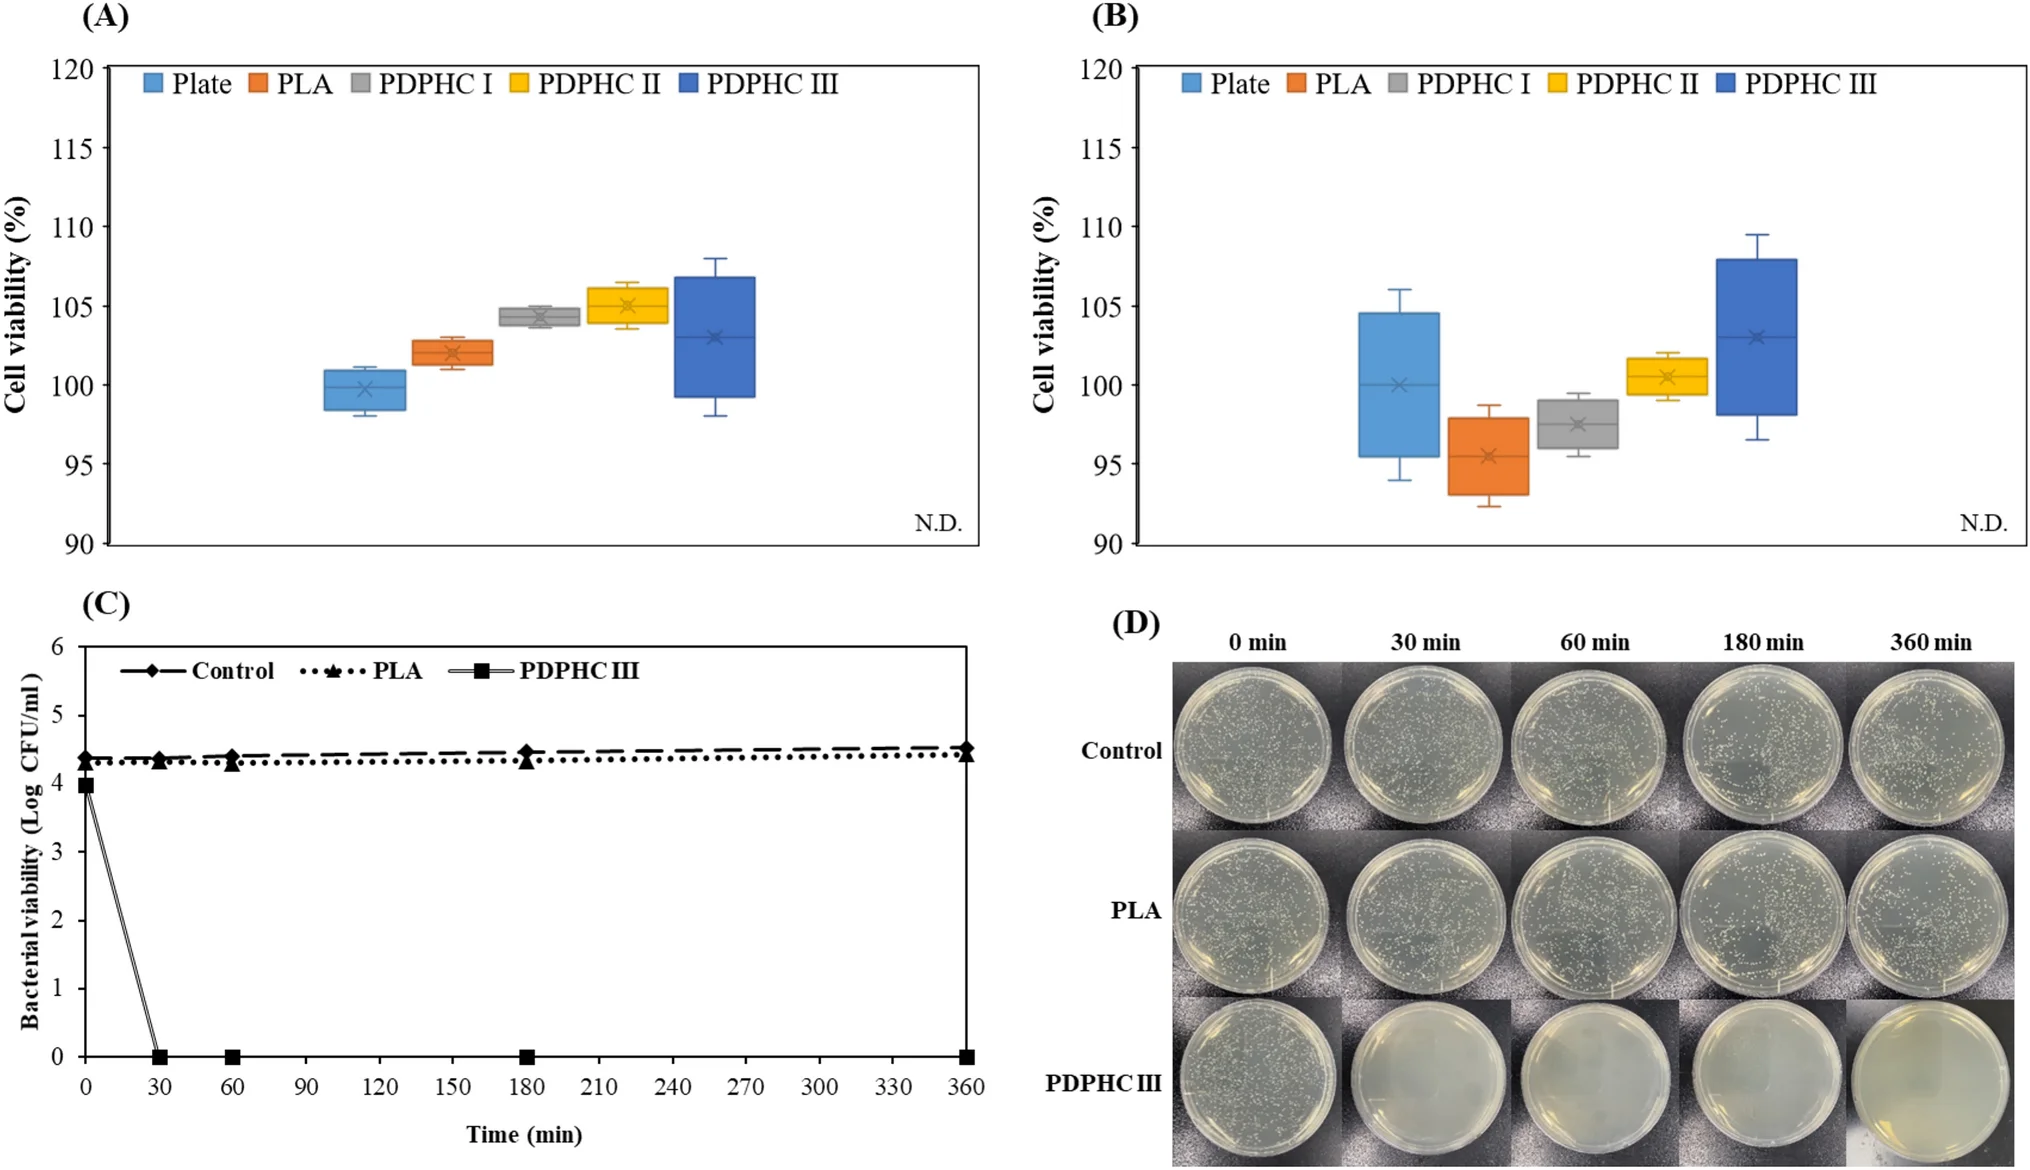 (A)
120
115
110
105
100
95
90
Cell viability (%)
Plate PLA PDPHC I PDPHC II PDPHC III
N.D.
(B)
120
115
110
105
100
95
90
Cell viability (%)
Plate PLA PDPHC I PDPHC II PDPHC III
N.D.
(C)
6
5
4
3
2
1
0
Bacterial viability (Log CFU/ml)
Control PLA PDPHC III
0 30 60 90 120 150 180 210 240 270 300 330 360
Time (min)
(D)
0 min 30 min 60 min 180 min 360 min
Control
PLA
PDPHC III